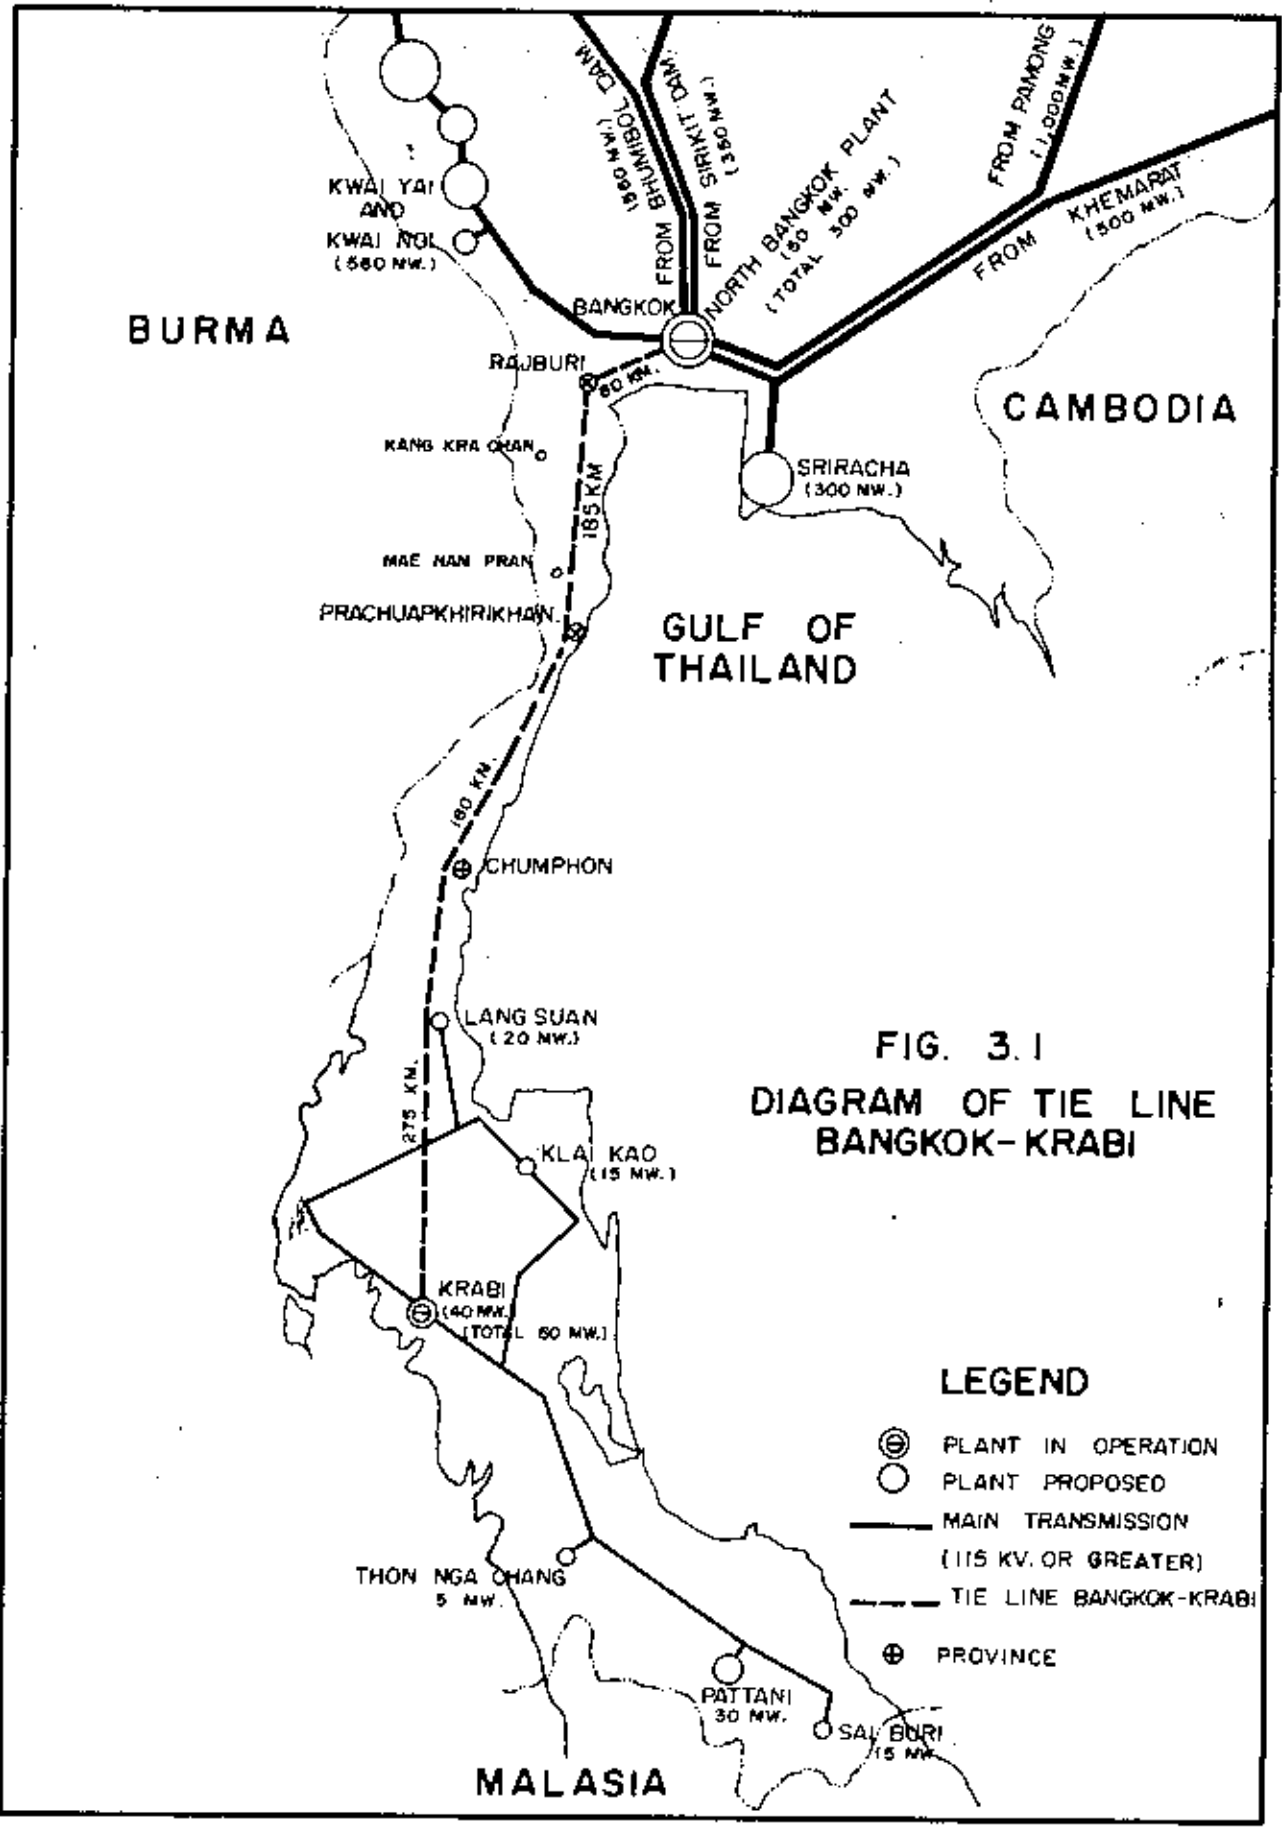 FROM BHUMIBOL DAM
(560 MW.)
FROM SIRIKIT DAM
(350 MW.)
NORTH BANGKOK PLANT
MW.
(TOTAL 300 MW.)
FROM PAMONG
(1,000 MW.)
FROM KHEMARAT
(500 MW.)
KWAI YAI
AND
KWAI NOI
(560 MW.)
BANGKOK
BURMA
RAJBURI
80 KM.
CAMBODIA
KANG KRA CHAN
185 KM
SRIRACHA
(300 MW.)
MAE NAN PRAN
PRACHUAPKHIRIKHAN.
GULF OF
THAILAND
180 KM.
CHUMPHON
LANG SUAN
(20 MW.)
275 KM.
FIG. 3.1
DIAGRAM OF TIE LINE
BANGKOK-KRABI
KLAI KAO
(15 MW.)
KRABI
(40 MW.
(TOTAL 60 MW.)
LEGEND
PLANT IN OPERATION
PLANT PROPOSED
MAIN TRANSMISSION
(115 KV. OR GREATER)
TIE LINE BANGKOK-KRABI
PROVINCE
THON NGA CHANG
5 MW.
PATTANI
30 MW.
SAI BURI
MALASIA